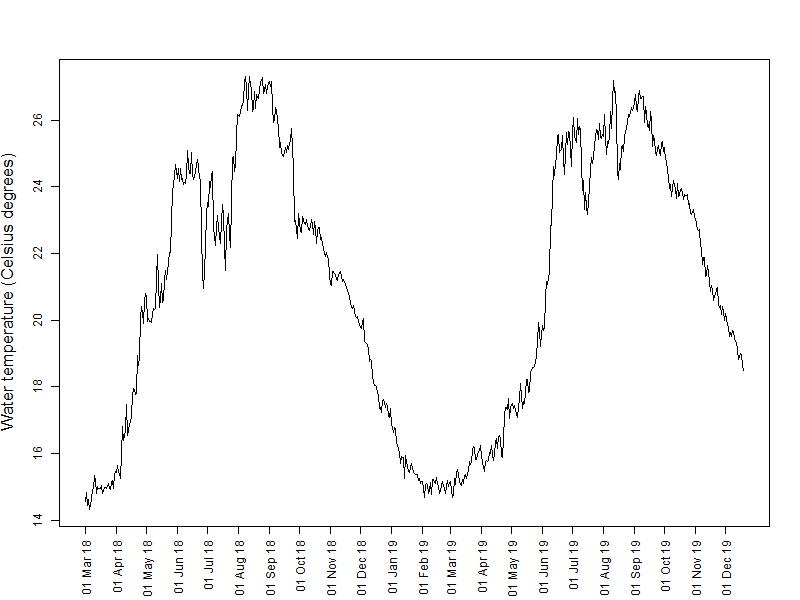 Water temperature (Celsius degrees)
26
24
22
20
18
16
14
01 Mar 18
01 Apr 18
01 May 18
01 Jun 18
01 Jul 18
01 Aug 18
01 Sep 18
01 Oct 18
01 Nov 18
01 Dec 18
01 Jan 19
01 Feb 19
01 Mar 19
01 Apr 19
01 May 19
01 Jun 19
01 Jul 19
01 Aug 19
01 Sep 19
01 Oct 19
01 Nov 19
01 Dec 19